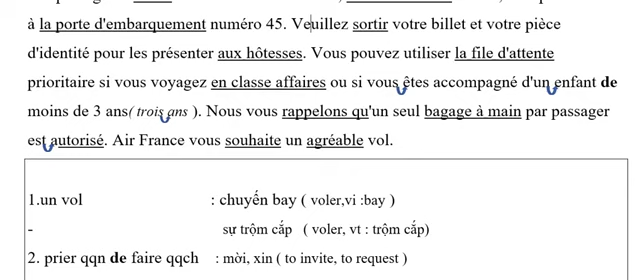 à la porte d'embarquement numéro 45. Veuillez sortir votre billet et votre pièce
d'identité pour les présenter aux hôtesses. Vous pouvez utiliser la file d'attente
prioritaire si vous voyagez en classe affaires ou si vous êtes accompagné d'un enfant de
moins de 3 ans( trois ans ). Nous vous rappelons qu'un seul bagage à main par passager
est autorisé. Air France vous souhaite un agréable vol.
1.un vol : chuyến bay ( voler,vi :bay )
- sự trộm cắp ( voler, vt : trộm cắp)
2. prier qqn de faire qqch : mời, xin ( to invite, to request )